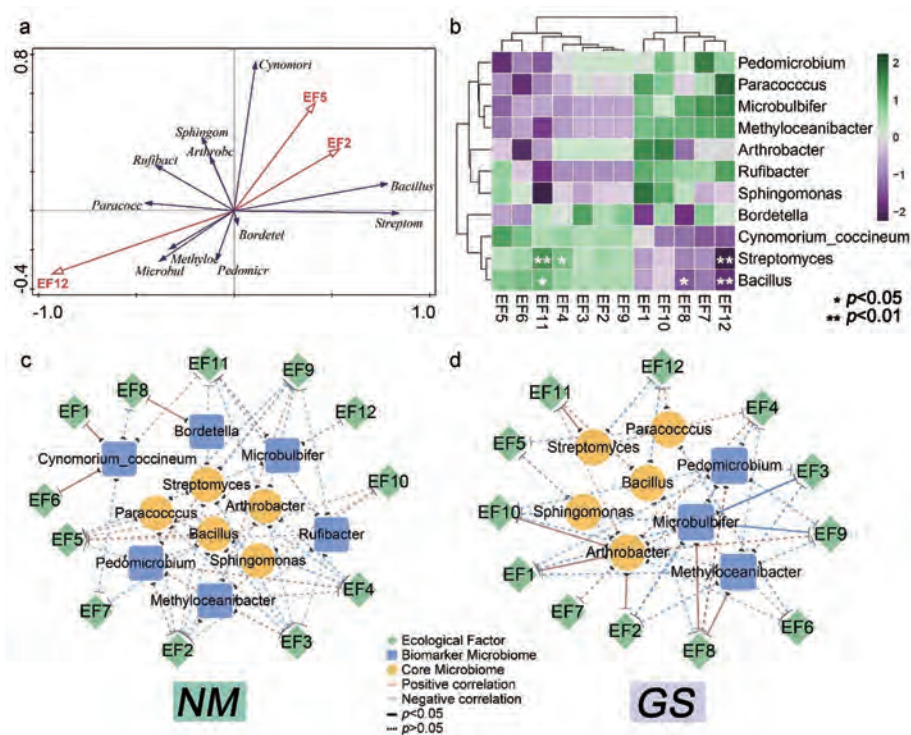 a
0.8
-0.4
-1.0
1.0
Cynomori
EF5
EF2
Sphingom
Arthrobc
Rufibact
Bacillus
Paracocc
Streptom
Bordetel
Methyloc
Microbul
Pedomicr
EF12
b
Pedomicrobium
Paracocccus
Microbulbifer
Methyloceanibacter
Arthrobacter
Rufibacter
Sphingomonas
Bordetella
Cynomorium_coccineum
Streptomyces
Bacillus
EF5 EF6 EF11 EF4 EF3 EF2 EF9 EF1 EF10 EF8 EF7 EF12
2
1
0
-1
-2
* p<0.05
** p<0.01
c
EF11
EF8
EF9
EF1
EF12
Bordetella
Cynomorium_coccineum
Microbulbifer
EF6
Streptomyces
EF10
Paracocccus
Arthrobacter
EF5
Bacillus
Rufibacter
Pedomicrobium
Sphingomonas
EF4
EF7
Methyloceanibacter
EF2
EF3
NM
d
EF12
EF11
EF4
Paracocccus
EF5
Streptomyces
Pedomicrobium
EF3
Bacillus
EF10
Sphingomonas
Microbulbifer
EF9
Arthrobacter
EF1
Methyloceanibacter
EF7
EF2
EF6
EF8
GS
Ecological Factor
Biomarker Microbiome
Core Microbiome
Positive correlation
Negative correlation
p<0.05
p>0.05